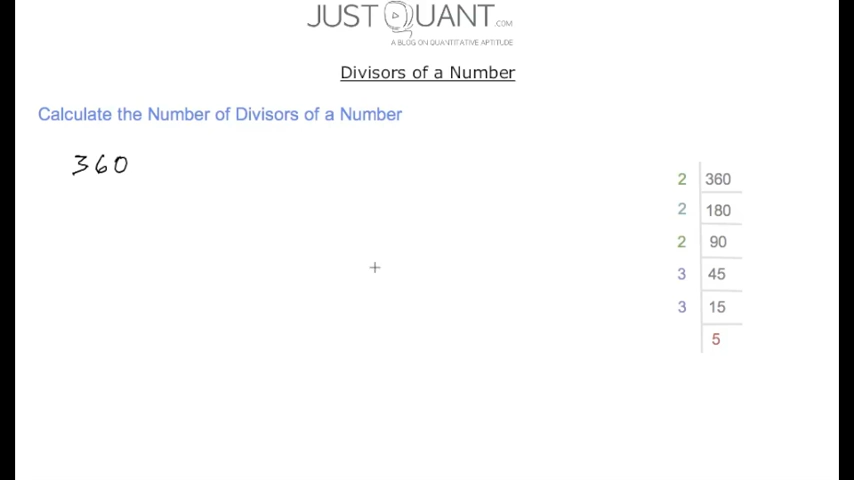 JUST QUANT.COM
A BLOG ON QUANTITATIVE APTITUDE
Divisors of a Number
Calculate the Number of Divisors of a Number
360
2 360
2 180
2 90
3 45
3 15
5